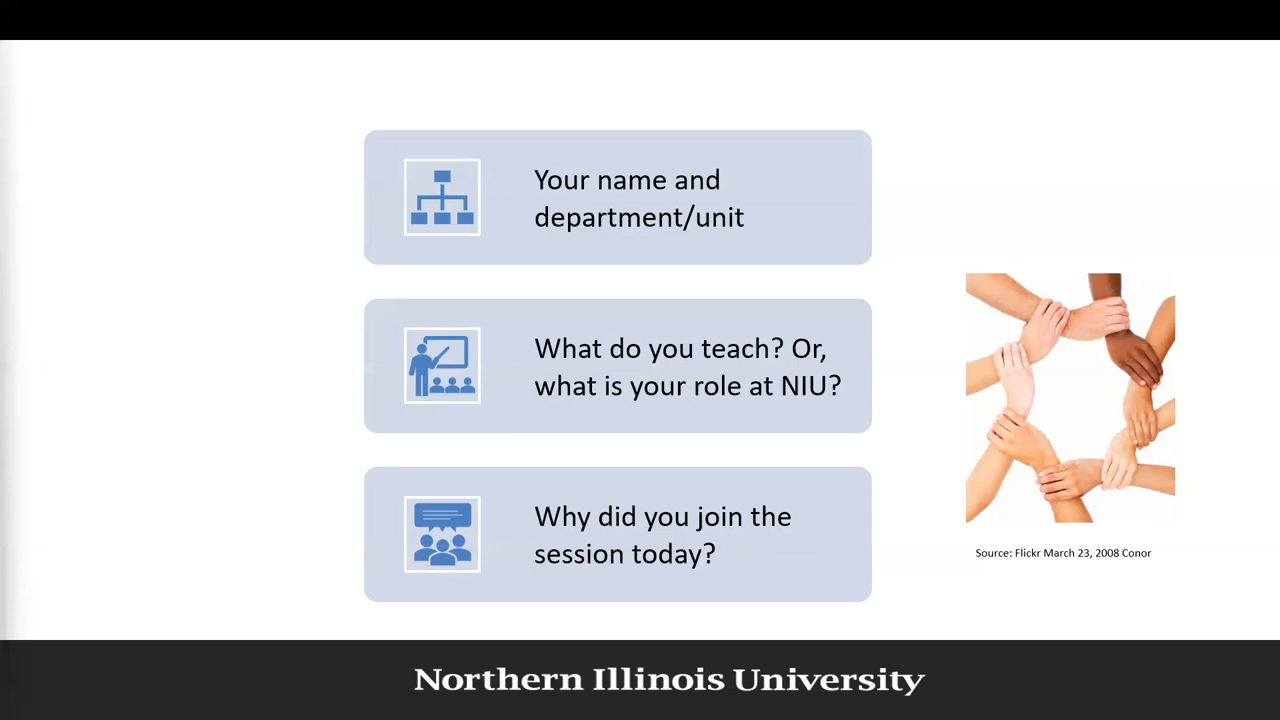 Your name and
department/unit
What do you teach? Or,
what is your role at NIU?
Why did you join the
session today?
Source: Flickr March 23, 2008 Conor
Northern Illinois University